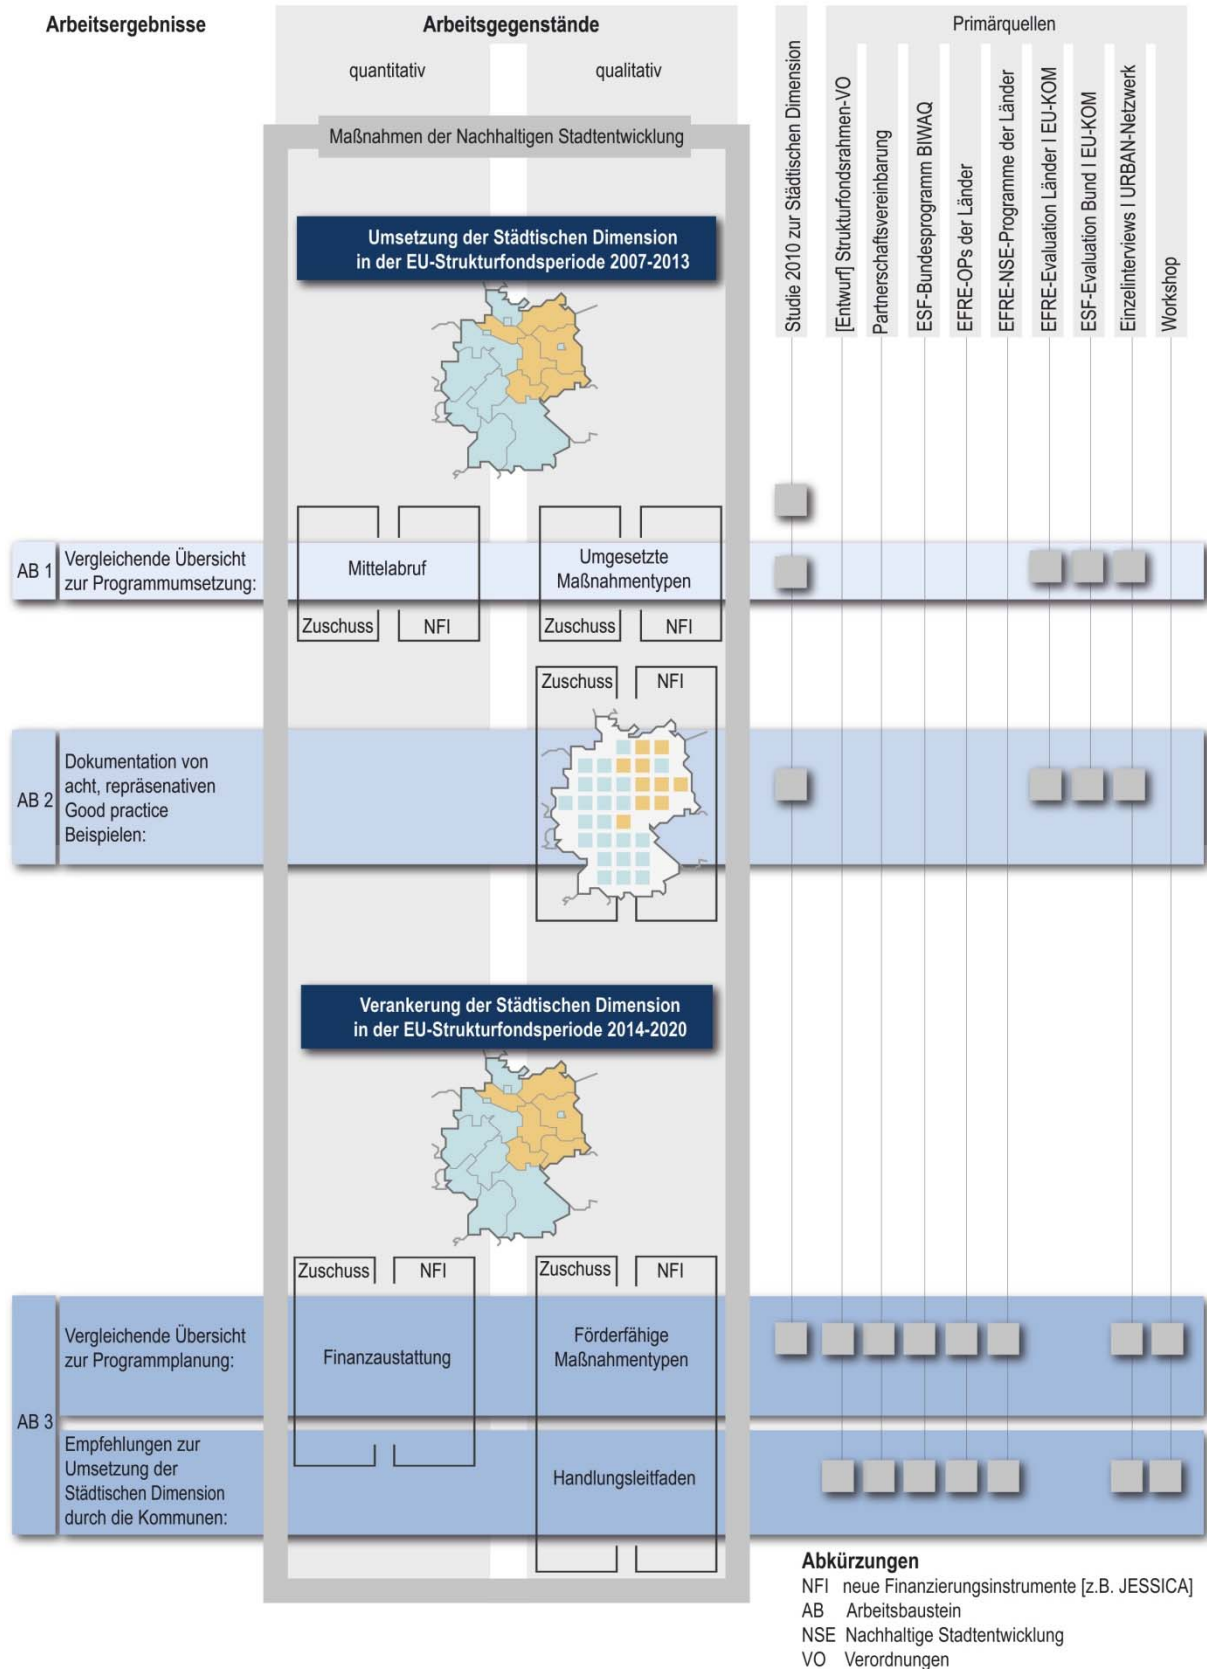 Arbeitsergebnisse
Arbeitsgegenstände
quantitativ
qualitativ
Primärquellen
Studie 2010 zur Städtischen Dimension
[Entwurf] Strukturfondsrahmen-VO
Partnerschaftsvereinbarung
ESF-Bundesprogramm BIWAQ
EFRE-OPs der Länder
EFRE-NSE-Programme der Länder
EFRE-Evaluation Länder I EU-KOM
ESF-Evaluation Bund I EU-KOM
Einzelinterviews I URBAN-Netzwerk
Workshop
Maßnahmen der Nachhaltigen Stadtentwicklung
Umsetzung der Städtischen Dimension
in der EU-Strukturfondsperiode 2007-2013
AB 1
Vergleichende Übersicht
zur Programmumsetzung:
Mittelabruf
Umgesetzte
Maßnahmentypen
Zuschuss
NFI
Zuschuss
NFI
Zuschuss
NFI
AB 2
Dokumentation von
acht, repräsenativen
Good practice
Beispielen:
Verankerung der Städtischen Dimension
in der EU-Strukturfondsperiode 2014-2020
Zuschuss
NFI
Zuschuss
NFI
AB 3
Vergleichende Übersicht
zur Programmplanung:
Finanzaustattung
Förderfähige
Maßnahmentypen
Empfehlungen zur
Umsetzung der
Städtischen Dimension
durch die Kommunen:
Handlungsleitfaden
Abkürzungen
NFI neue Finanzierungsinstrumente [z.B. JESSICA]
AB Arbeitsbaustein
NSE Nachhaltige Stadtentwicklung
VO Verordnungen